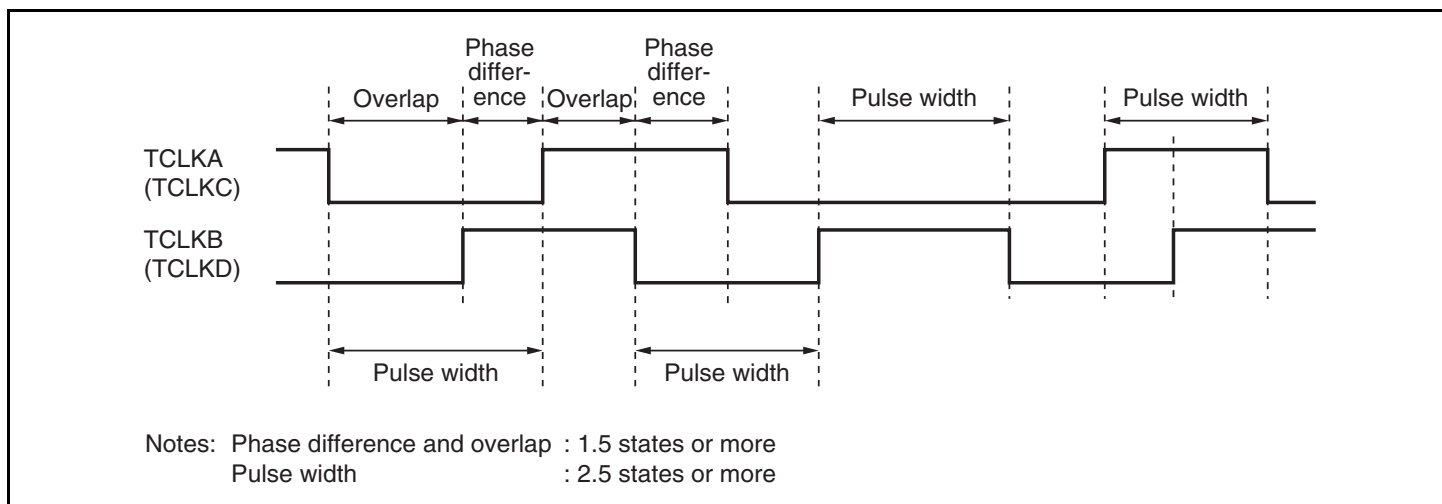 Phase
differ-
ence
Phase
differ-
ence
Overlap
Overlap
Pulse width
Pulse width
TCLKA
(TCLKC)
TCLKB
(TCLKD)
Pulse width
Pulse width
Notes: Phase difference and overlap : 1.5 states or more
Pulse width : 2.5 states or more